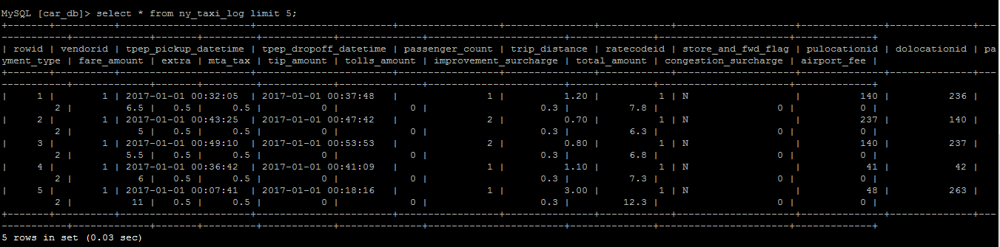 MySQL [car_db]> select * from ny_taxi_log limit 5;
+-------+----------+----------------------+-----------------------+-----------------+---------------+------------+--------------------+--------------+--------------+---
-----------+-------------+-------+---------+------------+--------------+-----------------------+--------------+----------------------+-------------+
| rowid | vendorid | tpep_pickup_datetime | tpep_dropoff_datetime | passenger_count | trip_distance | ratecodeid | store_and_fwd_flag | pulocationid | dolocationid | pa
yment_type | fare_amount | extra | mta_tax | tip_amount | tolls_amount | improvement_surcharge | total_amount | congestion_surcharge | airport_fee |
+-------+----------+----------------------+-----------------------+-----------------+---------------+------------+--------------------+--------------+--------------+---
-----------+-------------+-------+---------+------------+--------------+-----------------------+--------------+----------------------+-------------+
| 1 | 1 | 2017-01-01 00:32:05 | 2017-01-01 00:37:48 | 1 | 1.20 | 1 | N | 140 | 236 |
2 | 6.5 | 0.5 | 0.5 | 0 | 0 | 0.3 | 7.8 | 0 | 0 |
| 2 | 1 | 2017-01-01 00:43:25 | 2017-01-01 00:47:42 | 2 | 0.70 | 1 | N | 237 | 140 |
2 | 5 | 0.5 | 0.5 | 0 | 0 | 0.3 | 6.3 | 0 | 0 |
| 3 | 1 | 2017-01-01 00:49:10 | 2017-01-01 00:53:53 | 2 | 0.80 | 1 | N | 140 | 237 |
2 | 5.5 | 0.5 | 0.5 | 0 | 0 | 0.3 | 6.8 | 0 | 0 |
| 4 | 1 | 2017-01-01 00:36:42 | 2017-01-01 00:41:09 | 1 | 1.10 | 1 | N | 41 | 42 |
2 | 6 | 0.5 | 0.5 | 0 | 0 | 0.3 | 7.3 | 0 | 0 |
| 5 | 1 | 2017-01-01 00:07:41 | 2017-01-01 00:18:16 | 1 | 3.00 | 1 | N | 48 | 263 |
2 | 11 | 0.5 | 0.5 | 0 | 0 | 0.3 | 12.3 | 0 | 0 |
+-------+----------+----------------------+-----------------------+-----------------+---------------+------------+--------------------+--------------+--------------+---
-----------+-------------+-------+---------+------------+--------------+-----------------------+--------------+----------------------+-------------+
5 rows in set (0.03 sec)